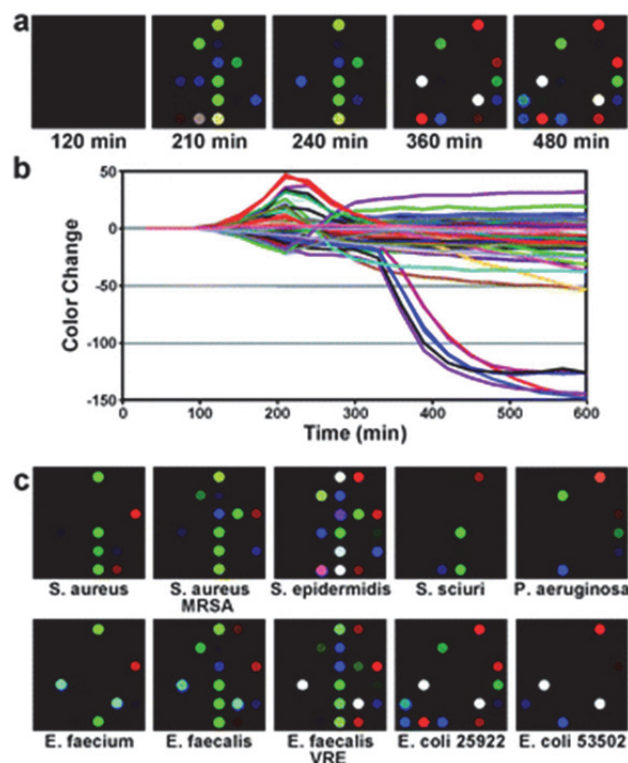 a
120 min 210 min 240 min 360 min 480 min
b
50
0
-50
-100
-150
Color Change
0 100 200 300 400 500 600
Time (min)
c
S. aureus S. aureus S. epidermidis S. sciuri P. aeruginosa
MRSA
E. faecium E. faecalis E. faecalis E. coli 25922 E. coli 53502
VRE